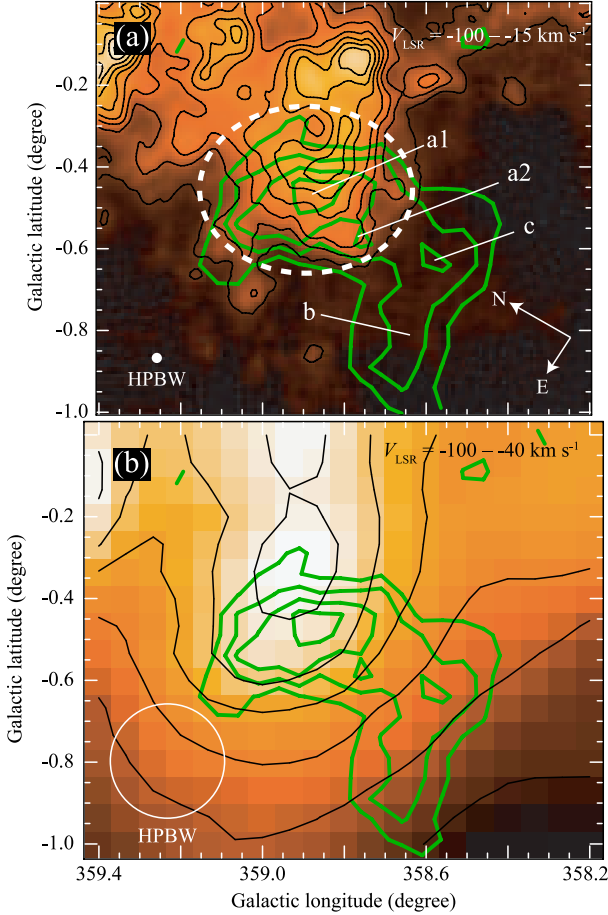 (a)
V_LSR = -100 – -15 km s⁻¹
-0.2
a1
-0.4
a2
Galactic latitude (degree)
c
-0.6
b
N
-0.8
HPBW
E
-1.0
(b)
V_LSR = -100 – -40 km s⁻¹
-0.2
-0.4
Galactic latitude (degree)
-0.6
-0.8
HPBW
-1.0
359.4 359.0 358.6 358.2
Galactic longitude (degree)